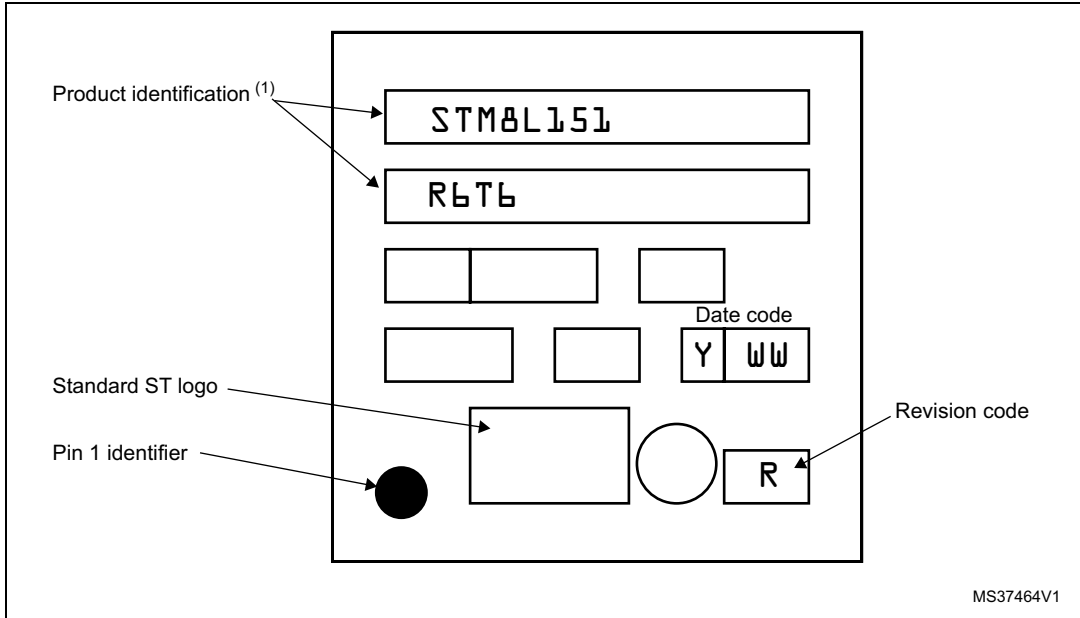 Product identification (1)
STM8L151
R6T6
Date code
Y WW
Standard ST logo
Revision code
Pin 1 identifier
R
MS37464V1